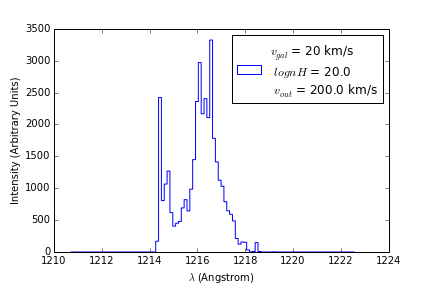 3500
3000
2500
2000
1500
1000
500
0
Intensity (Arbitrary Units)
v_gal = 20 km/s
lognH = 20.0
v_out = 200.0 km/s
1210 1212 1214 1216 1218 1220 1222 1224
λ (Angstrom)